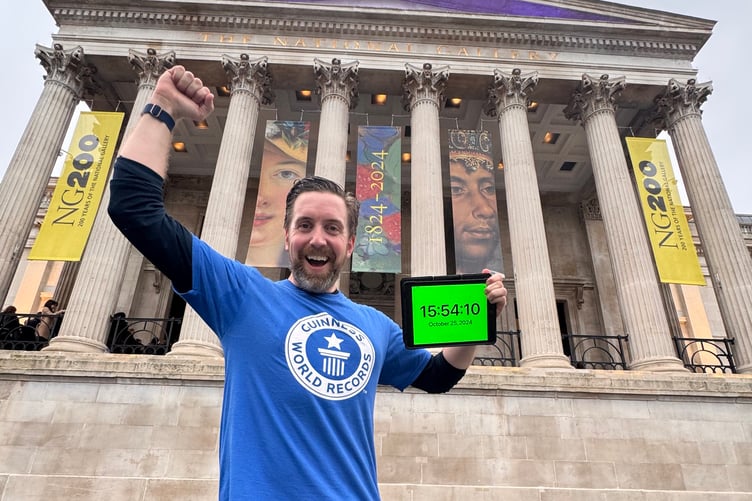 THE NATIONAL GALLERY
NG200
200 YEARS OF THE NATIONAL GALLERY
1824-2024
NG200
200 YEARS OF THE NATIONAL GALLERY
15:54:10
October 25, 2024
GUINNESS
WORLD RECORDS